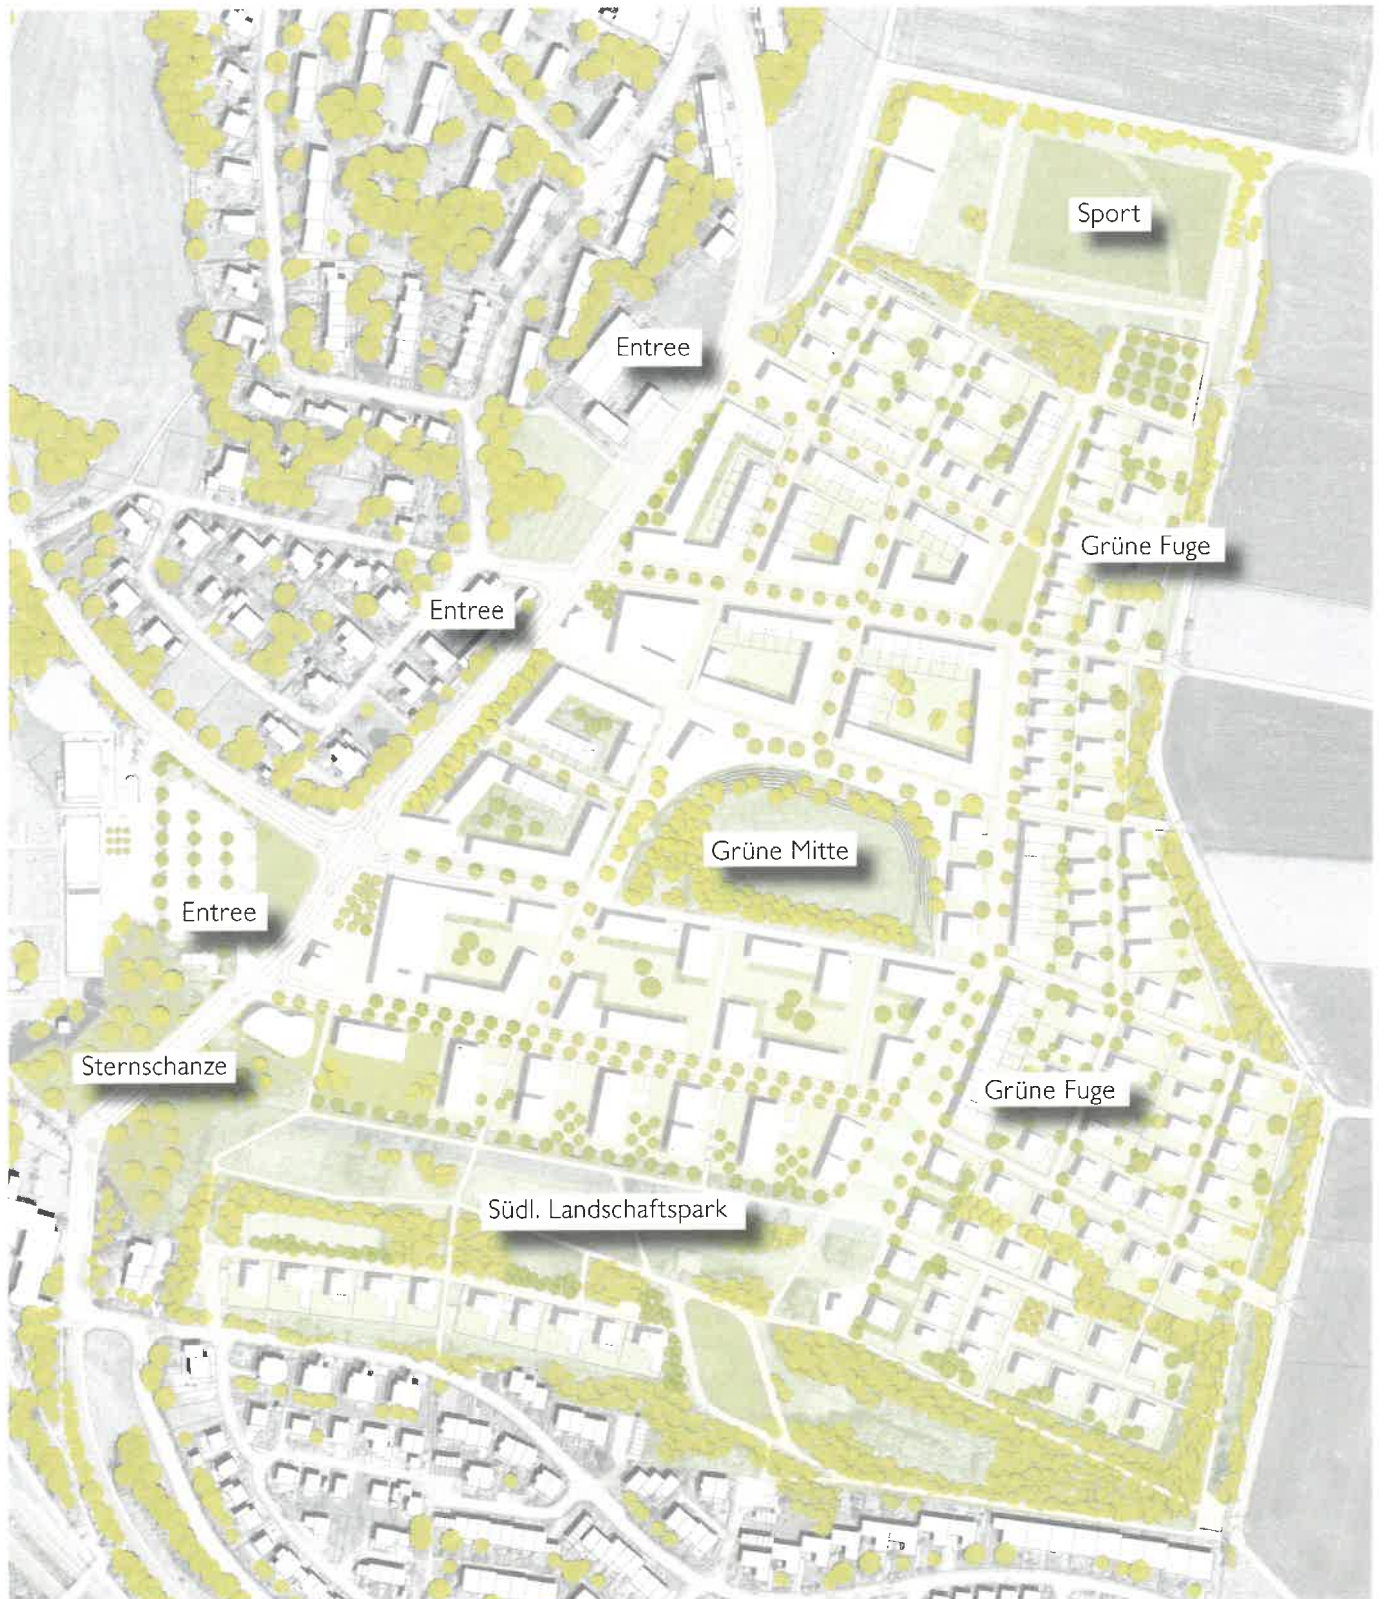 Sport
Entree
Grüne Fuge
Entree
Grüne Mitte
Entree
Sternschanze
Grüne Fuge
Südl. Landschaftspark